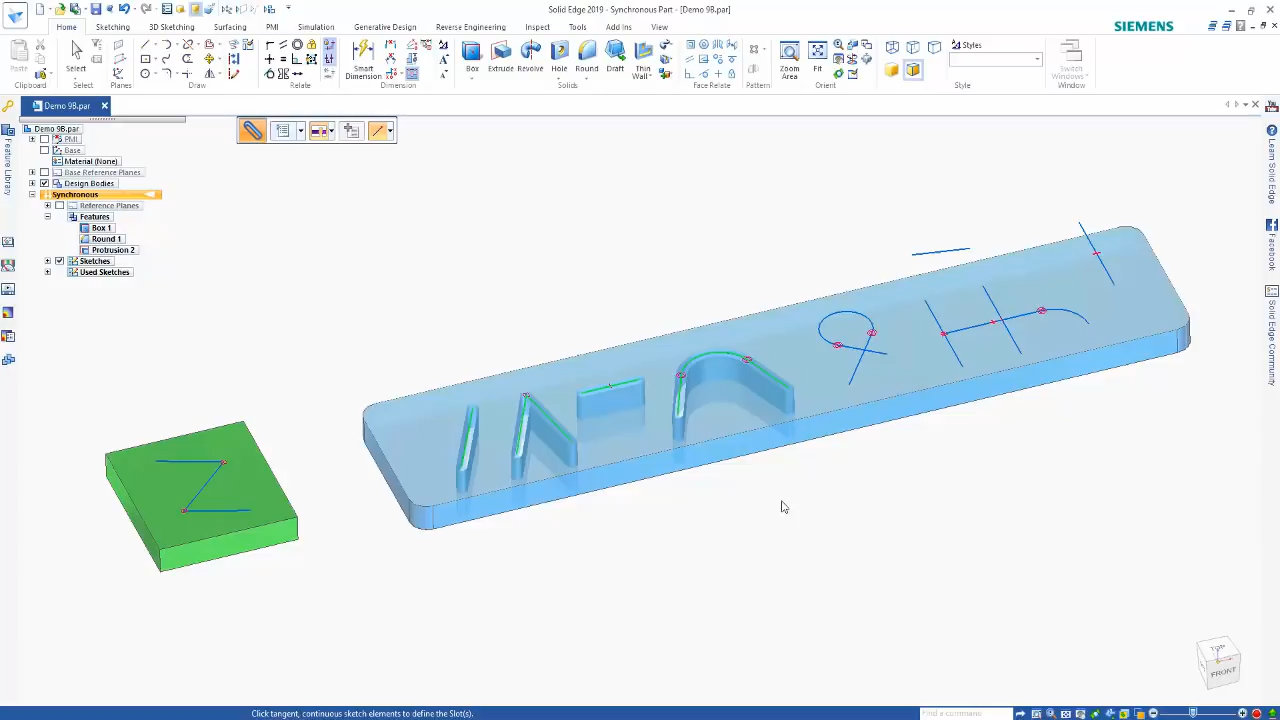 Solid Edge 2019 - Synchronous Part - [Demo 9B.par]
Home Sketching 3D Sketching Surfacing PMI Simulation Generative Design Reverse Engineering Inspect Tools Add Ins View
SIEMENS
Paste
Select
Planes
Smart Dimension
Box
Extrude
Revolve
Hole
Round
Draft
Thin Wall
Zoom Area
Fit
Styles
Switch Windows
Clipboard Select Planes Draw Relate Dimension Solids Face Relate Pattern Orient Style Window
Demo 9B.par
You
Demo 9B.par
PMI
Base
Material (None)
Base Reference Planes
Design Bodies
Synchronous
Reference Planes
Features
Box 1
Round 1
Protrusion 2
Sketches
Used Sketches
Feature Library
Learn Solid Edge
Facebook
Solid Edge Community
TOP
FRONT
Click tangent, continuous sketch elements to define the Slot(s).
Find a command